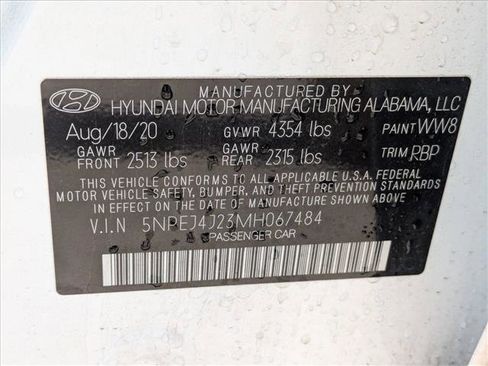 MANUFACTURED BY
HYUNDAI MOTOR MANUFACTURING ALABAMA, LLC
Aug/18/20 GVWR 4354 lbs PAINT WW8
GAWR FRONT 2513 lbs GAWR REAR 2315 lbs TRIM RBP
THIS VEHICLE CONFORMS TO ALL APPLICABLE U.S.A. FEDERAL
MOTOR VEHICLE SAFETY, BUMPER, AND THEFT PREVENTION
STANDARDS IN EFFECT ON THE DATE OF MANUFACTURE SHOWN ABOVE.
V.I.N 5NPEJ4J23MH067484
PASSENGER CAR